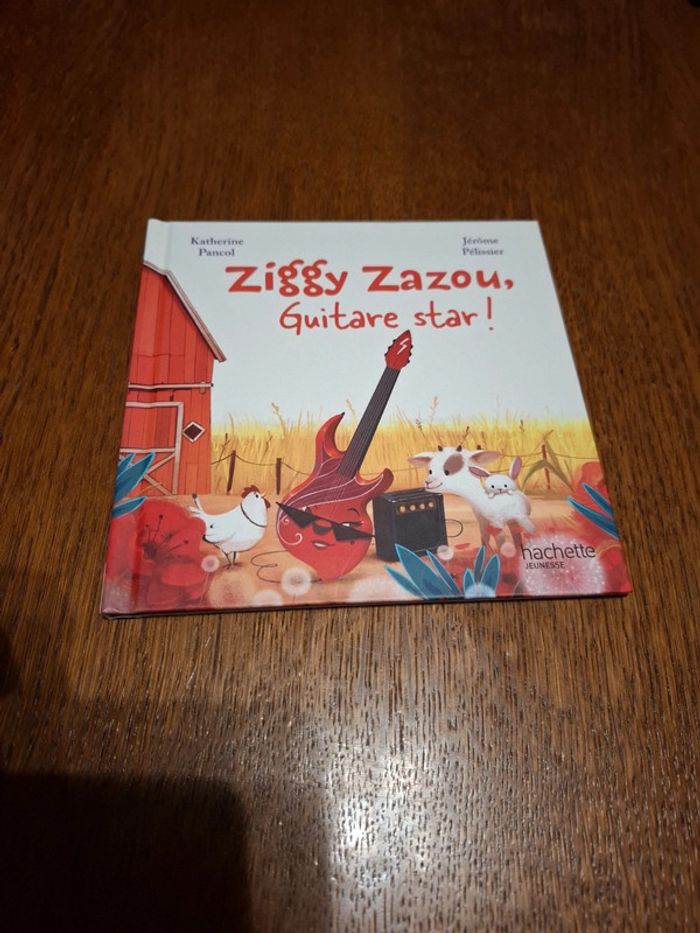 Katherine
Pancol
Jérôme
Pélissier
Ziggy Zazou,
Guitare star!
hachette
JEUNESSE